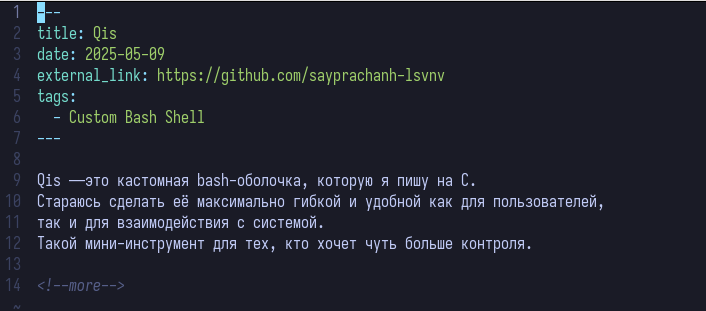 1 ---
2 title: Qis
3 date: 2025-05-09
4 external_link: https://github.com/sayprachanh-lsvnv
5 tags:
6   - Custom Bash Shell
7 ---
8
9 Qis —это кастомная bash-оболочка, которую я пишу на C.
10 Стараюсь сделать её максимально гибкой и удобной как для пользователей,
11 так и для взаимодействия с системой.
12 Такой мини-инструмент для тех, кто хочет чуть больше контроля.
13
14 <!--more-->
~